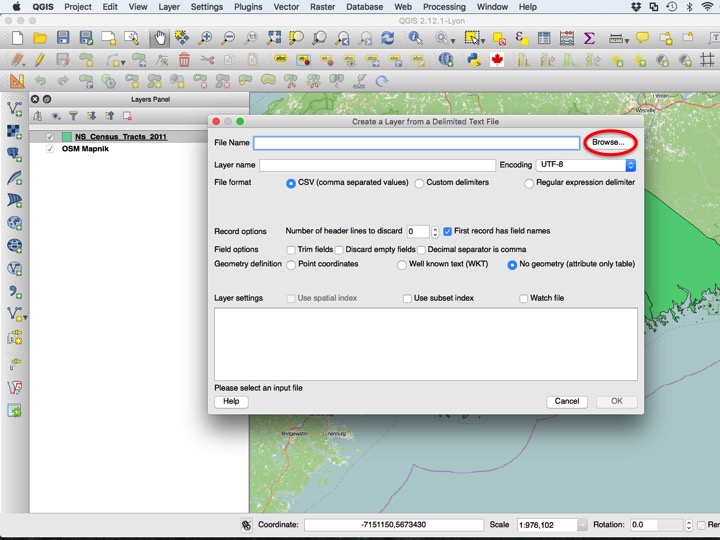 QGIS Project Edit View Layer Settings Plugins Vector Raster Database Web Processing Window Help
QGIS 2.12.1-Lyon
Layers Panel
NS_Census_Tracts_2011
OSM Mapnik
Create a Layer from a Delimited Text File
File Name Browse...
Layer name Encoding UTF-8
File format CSV (comma separated values) Custom delimiters Regular expression delimiter
Record options Number of header lines to discard 0 First record has field names
Field options Trim fields Discard empty fields Decimal separator is comma
Geometry definition Point coordinates Well known text (WKT) No geometry (attribute only table)
Layer settings Use spatial index Use subset index Watch file
Please select an input file
Help Cancel OK
Coordinate: -7151150,5673430 Scale 1:976,102 Rotation: 0.0 Ren